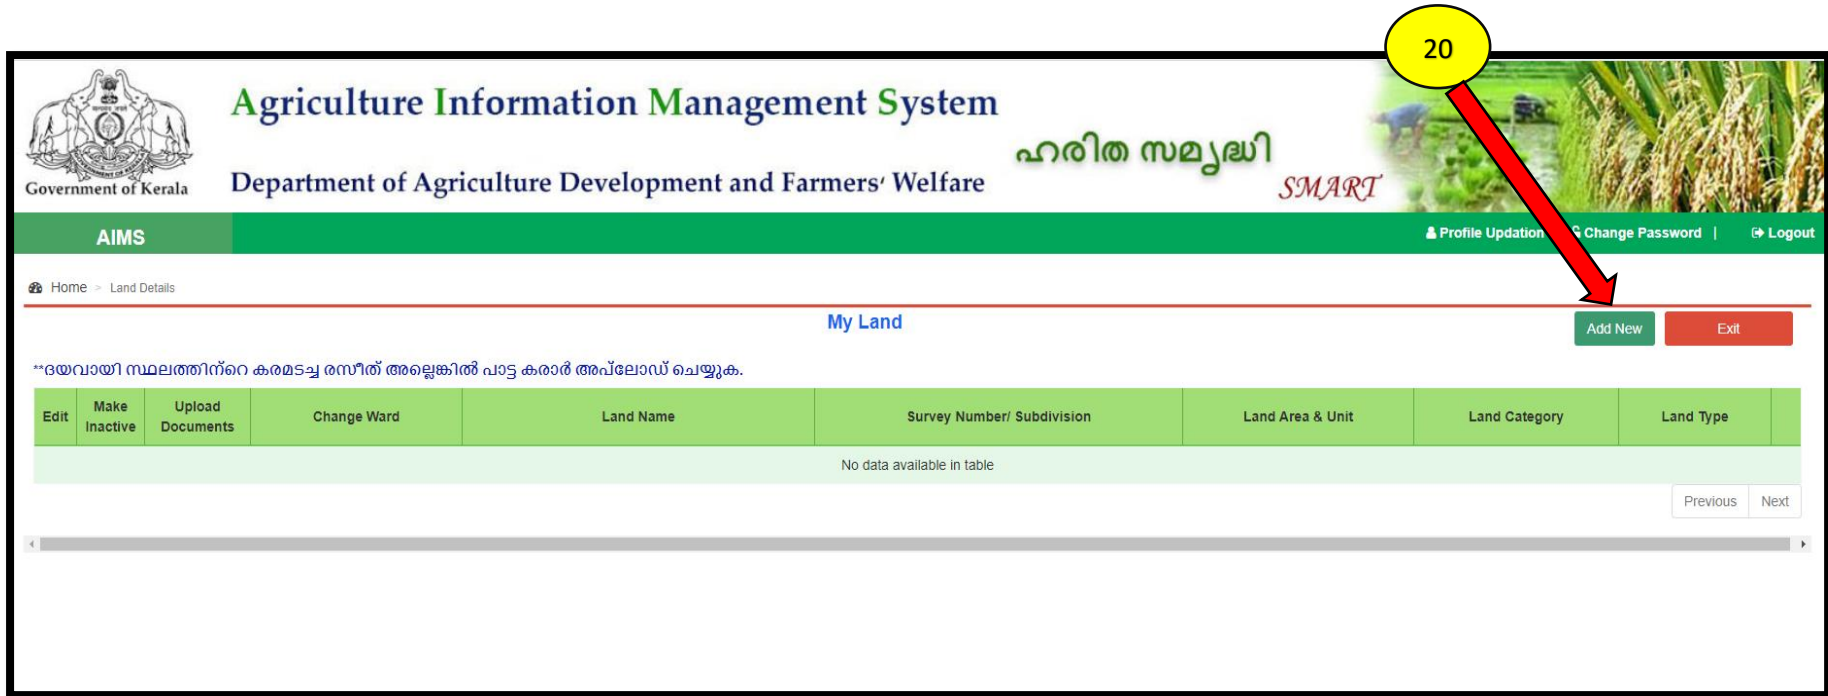 20
Agriculture Information Management System
ഹരിത സമൃദ്ധി
Department of Agriculture Development and Farmers' Welfare
SMART
Government of Kerala
AIMS
Profile Updation
Change Password |
Logout
Home > Land Details
My Land
Add New
Exit
**ദയവായി സ്ഥലത്തിന്റെ കരമടച്ച രസീത് അല്ലെങ്കിൽ പാട്ട കരാർ അപ്ലോഡ് ചെയ്യുക.
Edit
Make Inactive
Upload Documents
Change Ward
Land Name
Survey Number/ Subdivision
Land Area & Unit
Land Category
Land Type
No data available in table
Previous
Next